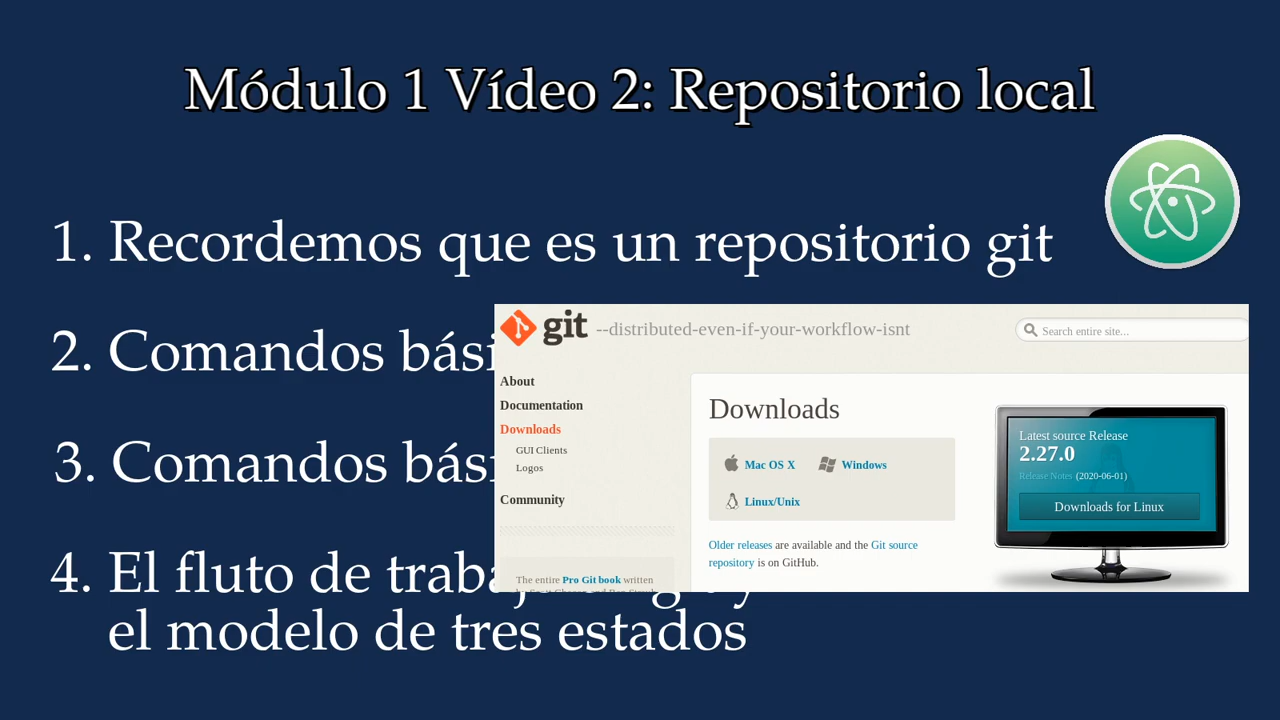 Módulo 1 Vídeo 2: Repositorio local
1. Recordemos que es un repositorio git
2. Comandos bási
3. Comandos bási
4. El fluto de traba
el modelo de tres estados
git --distributed-even-if-your-workflow-isnt
Search entire site...
About
Documentation
Downloads
GUI Clients
Logos
Community
The entire Pro Git book written
Downloads
Mac OS X
Windows
Linux/Unix
Older releases are available and the Git source
repository is on GitHub.
Latest source Release
2.27.0
Release Notes (2020-06-01)
Downloads for Linux